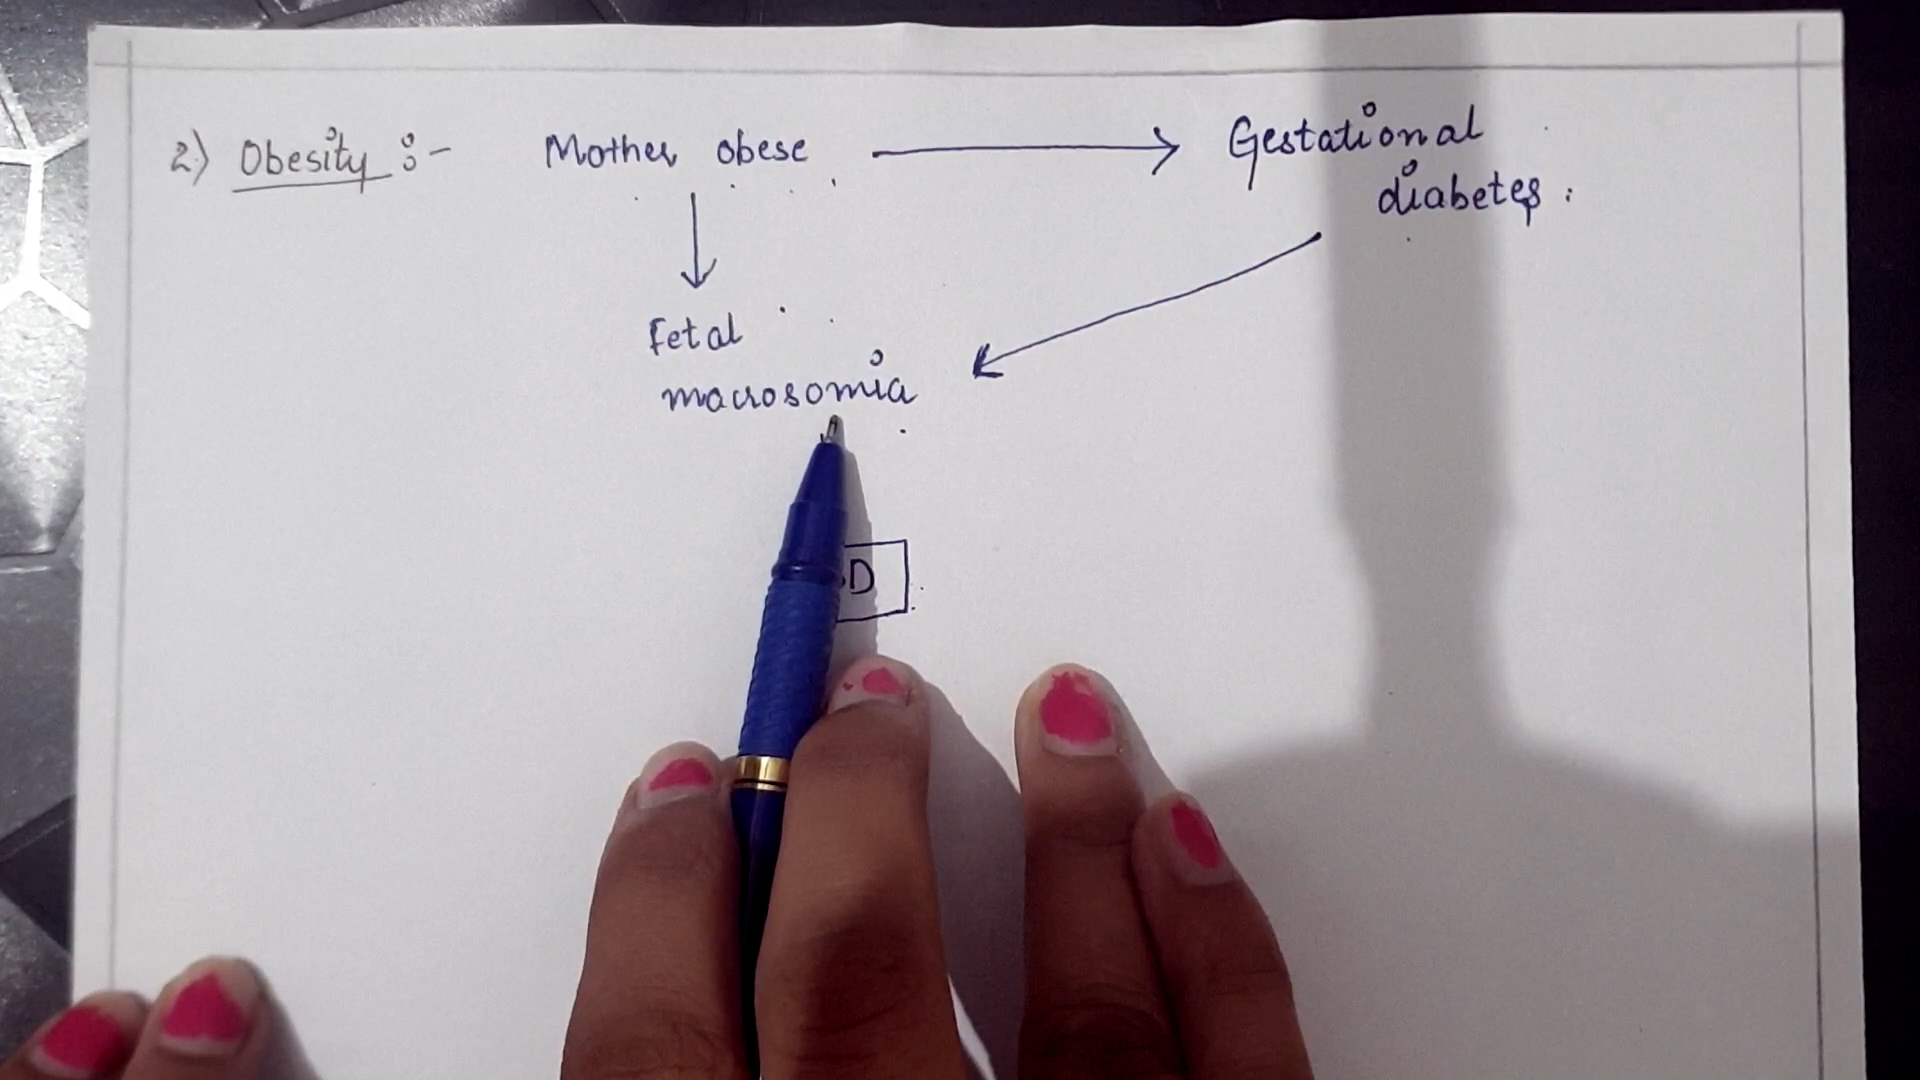 2) Obesity :- Mother obese → Gestational
diabetes :
Fetal
macrosomia
D